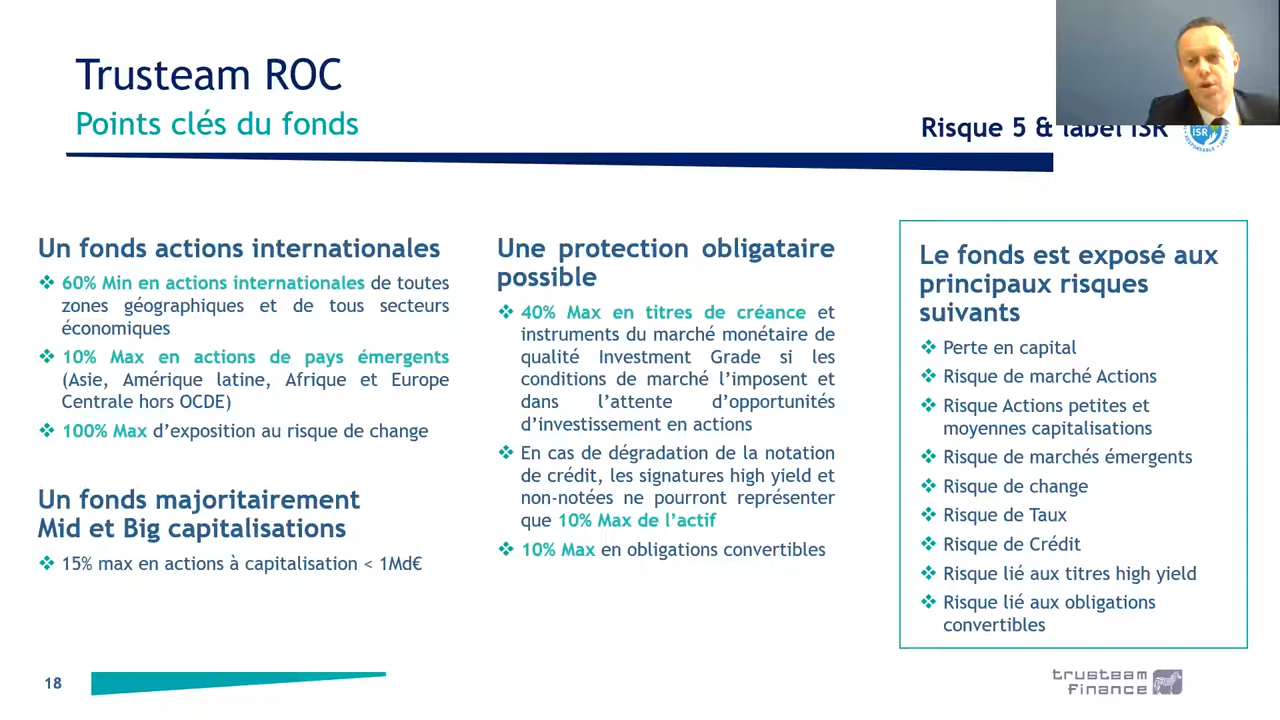 Trusteam ROC
Points clés du fonds
Risque 5 & label ISR
ISR
Un fonds actions internationales
❖ 60% Min en actions internationales de toutes
zones géographiques et de tous secteurs
économiques
❖ 10% Max en actions de pays émergents
(Asie, Amérique latine, Afrique et Europe
Centrale hors OCDE)
❖ 100% Max d’exposition au risque de change
Un fonds majoritairement
Mid et Big capitalisations
❖ 15% max en actions à capitalisation < 1Md€
Une protection obligataire
possible
❖ 40% Max en titres de créance et
instruments du marché monétaire de
qualité Investment Grade si les
conditions de marché l’imposent et
dans l’attente d’opportunités
d’investissement en actions
❖ En cas de dégradation de la notation
de crédit, les signatures high yield et
non-notées ne pourront représenter
que 10% Max de l’actif
❖ 10% Max en obligations convertibles
Le fonds est exposé aux
principaux risques
suivants
❖ Perte en capital
❖ Risque de marché Actions
❖ Risque Actions petites et
moyennes capitalisations
❖ Risque de marchés émergents
❖ Risque de change
❖ Risque de Taux
❖ Risque de Crédit
❖ Risque lié aux titres high yield
❖ Risque lié aux obligations
convertibles
18
trusteam
finance